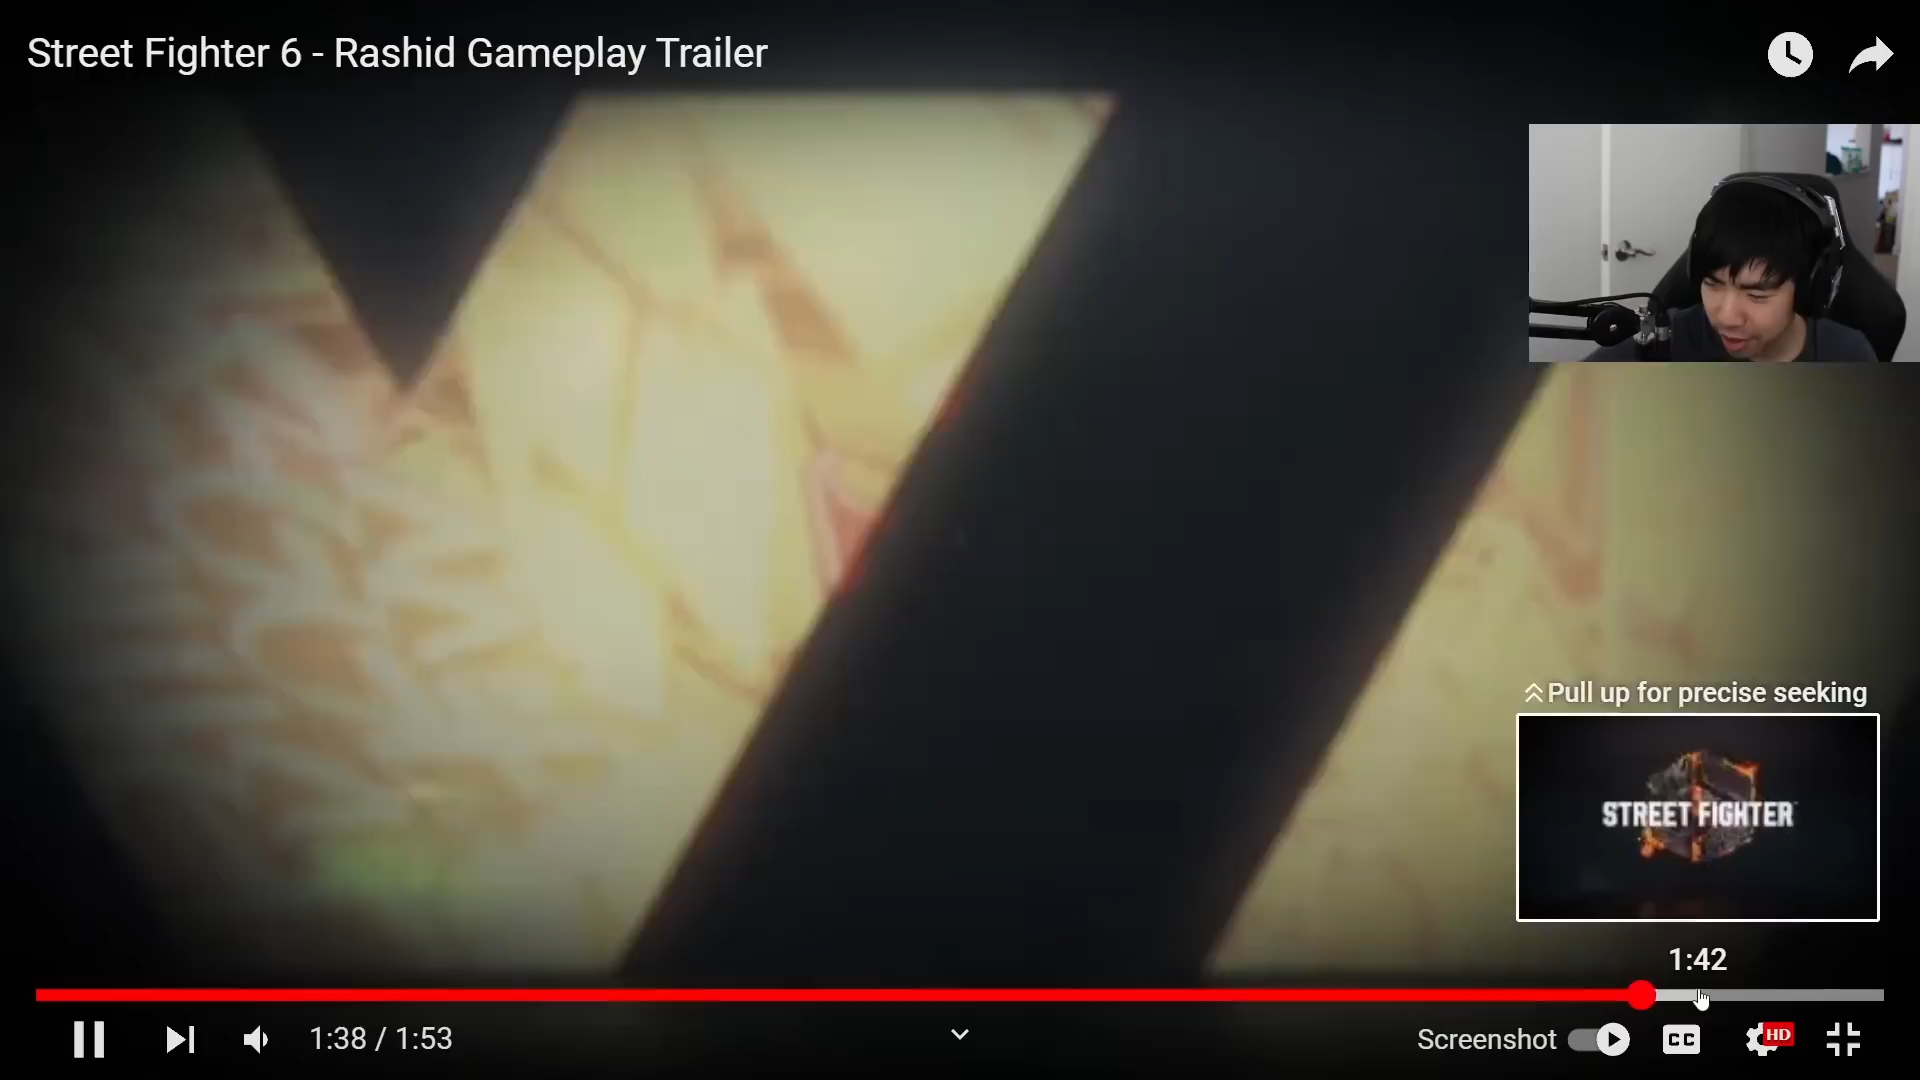 Street Fighter 6 - Rashid Gameplay Trailer
Pull up for precise seeking
STREET FIGHTER
1:42
1:38 / 1:53
Screenshot
CC
HD